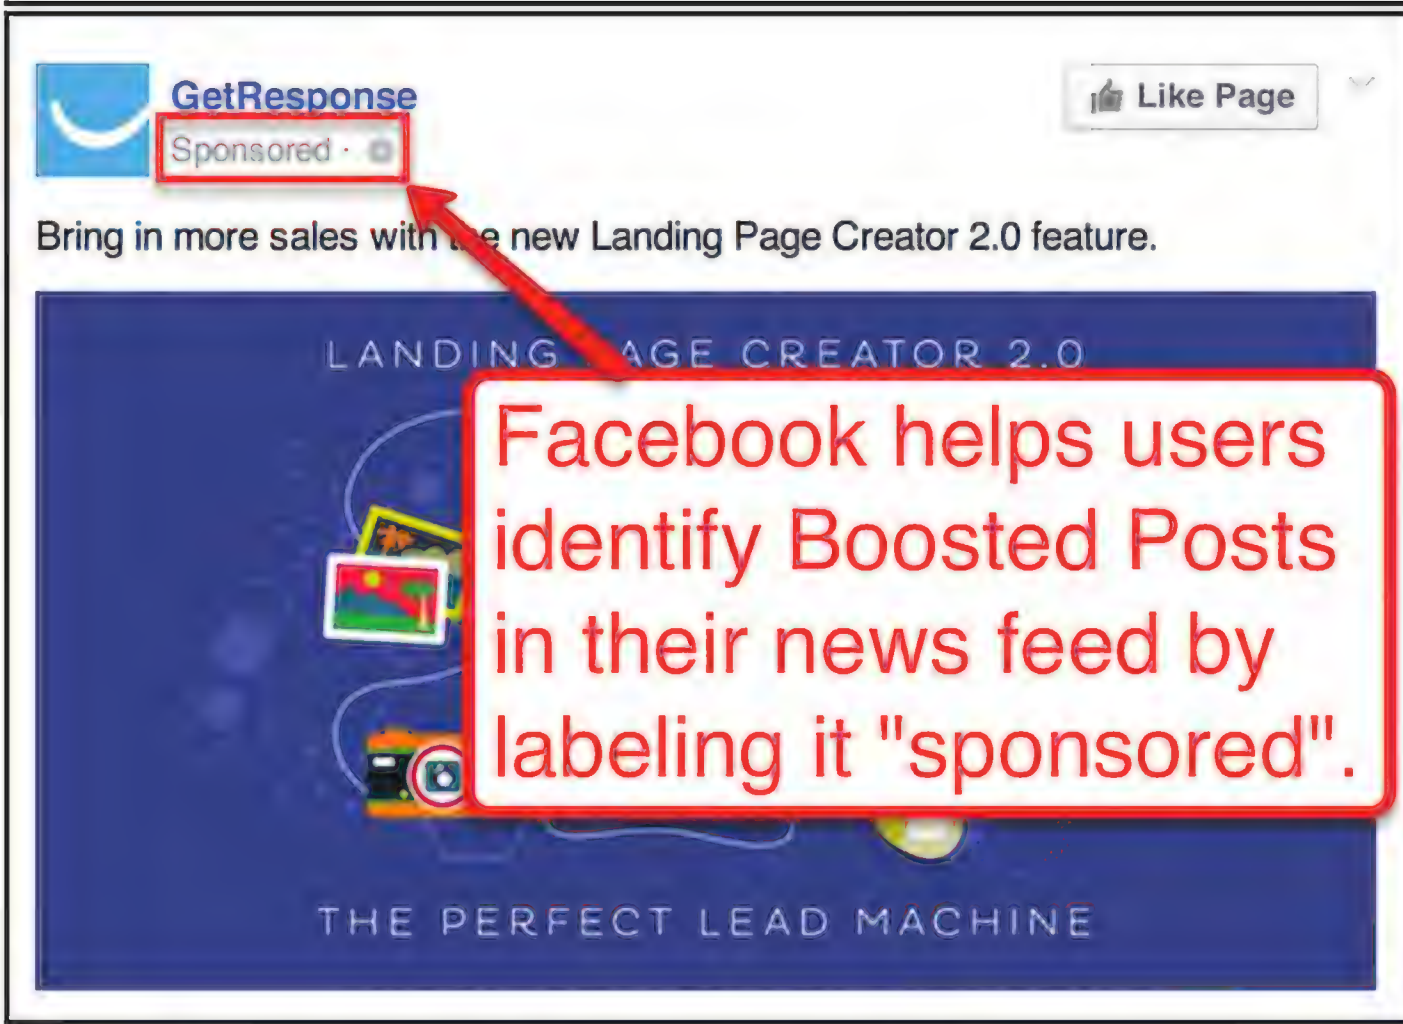 GetResponse
Like Page
Sponsored ·
Bring in more sales with the new Landing Page Creator 2.0 feature.
LANDING PAGE CREATOR 2.0
Facebook helps users
identify Boosted Posts
in their news feed by
labeling it "sponsored".
THE PERFECT LEAD MACHINE